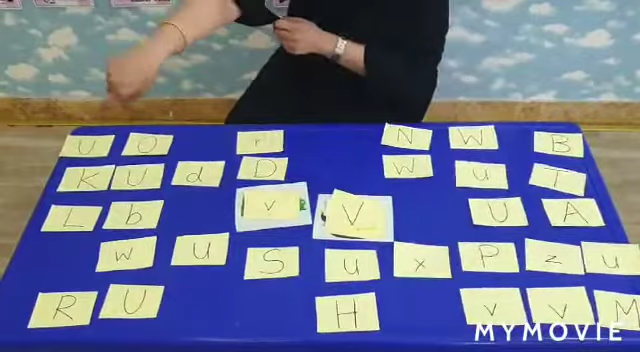 U O r N W B
K U d D W U T
L b v V U A
w U S u x P z u
R U H v v M
MYMOVIE